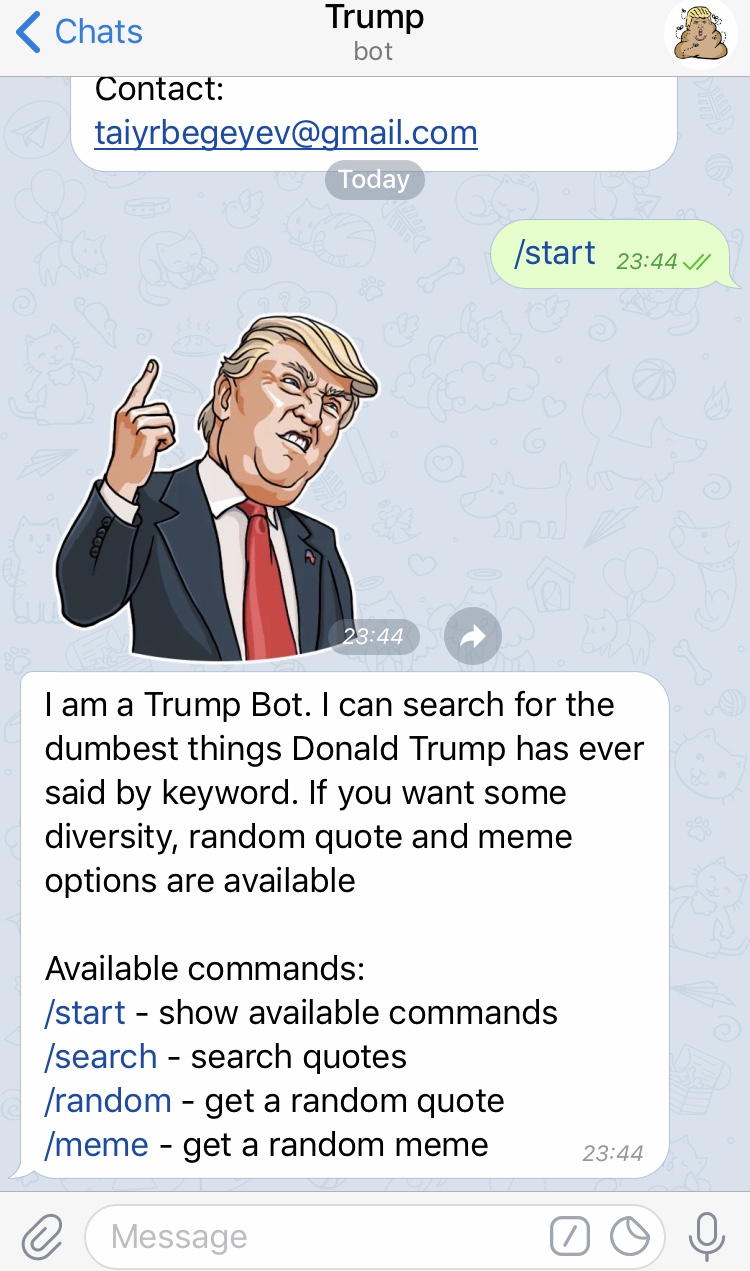 Chats
Trump
bot
Contact:
taiyrbegeyev@gmail.com
Today
/start 23:44
23:44
I am a Trump Bot. I can search for the
dumbest things Donald Trump has ever
said by keyword. If you want some
diversity, random quote and meme
options are available
Available commands:
/start - show available commands
/search - search quotes
/random - get a random quote
/meme - get a random meme
23:44
Message